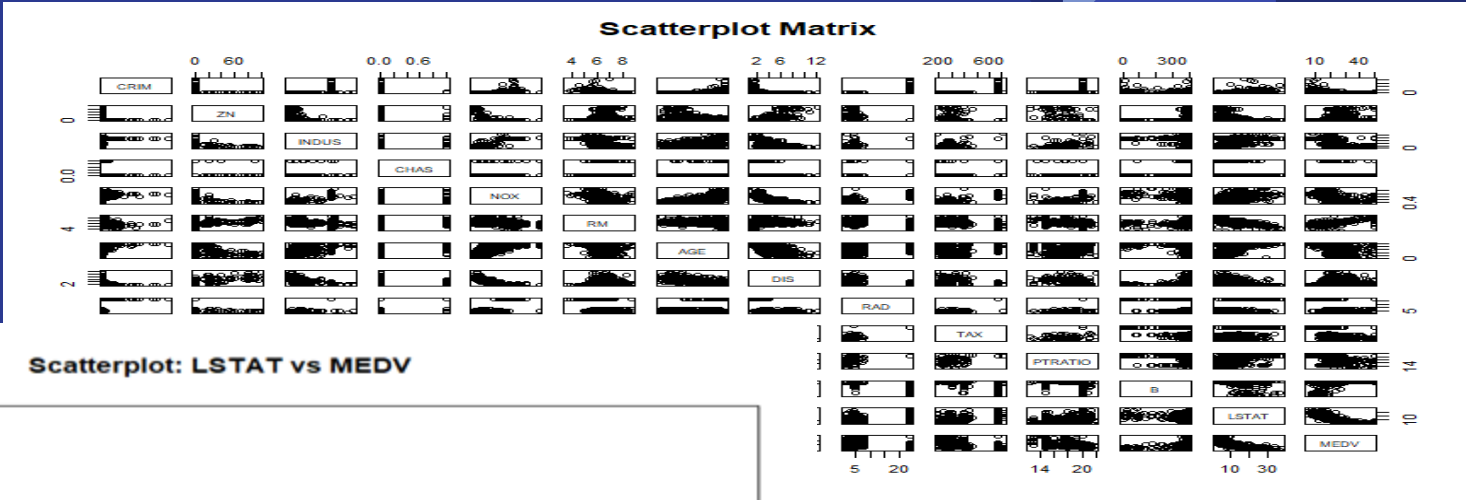 Scatterplot Matrix
0 60 0.0 0.6 4 6 8 2 6 12 200 600 0 300 10 40
CRIM 0
0 ZN
INDUS 0
0.0 CHAS
NOX 0.4
4 RM
AGE 0
2 DIS
RAD 5
TAX
PTRATIO 14
B
LSTAT 10
MEDV
5 20 14 20 10 30
Scatterplot: LSTAT vs MEDV